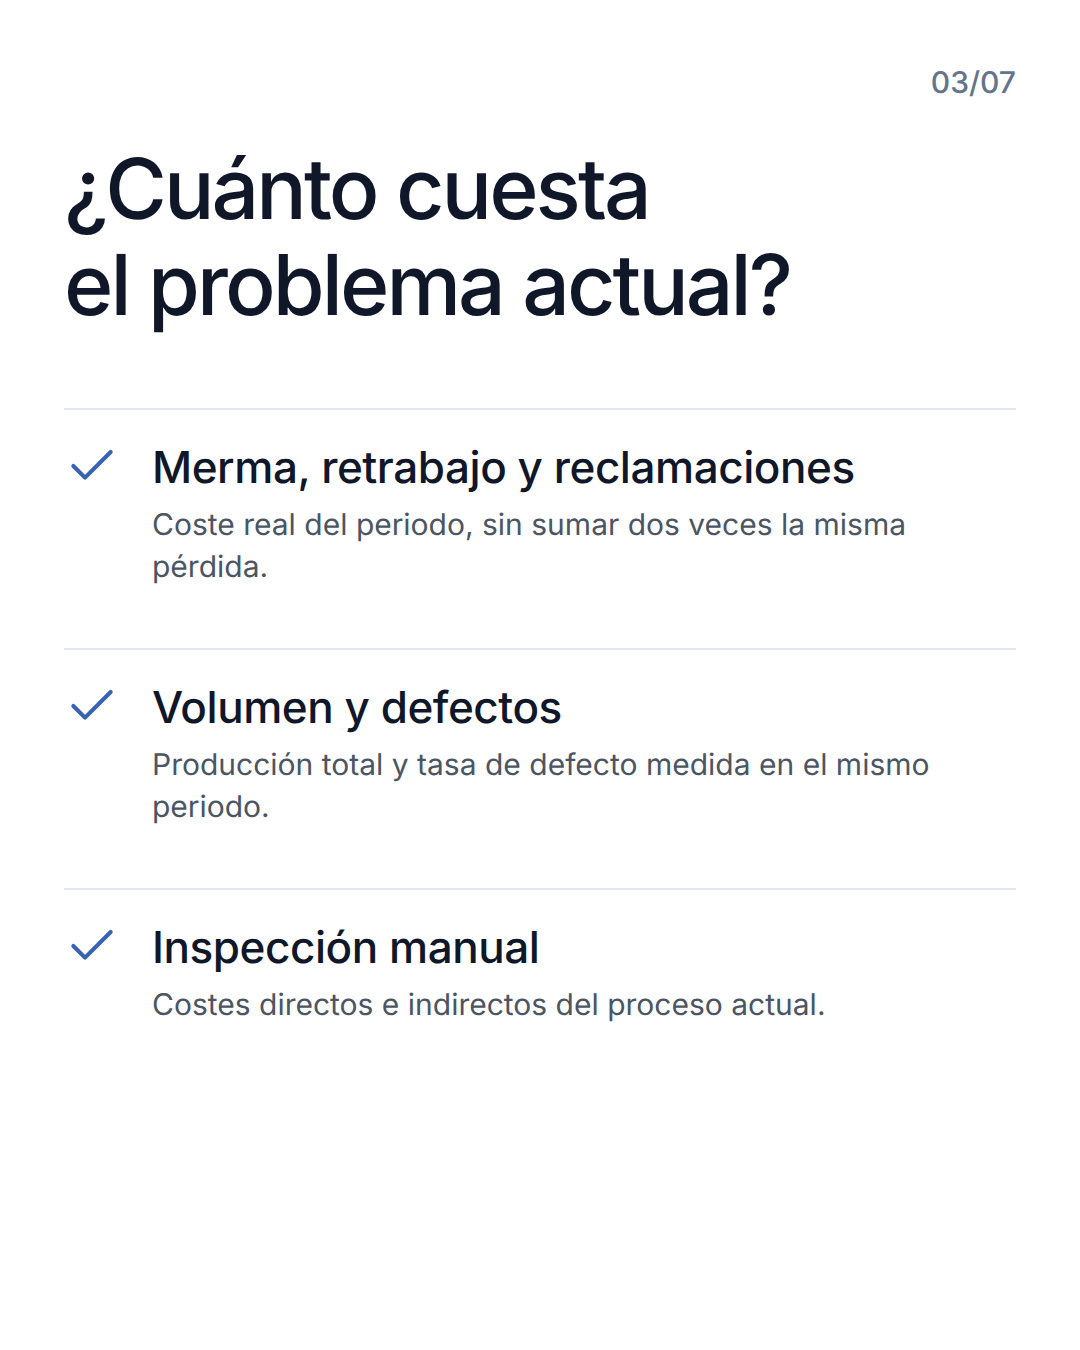 03/07
¿Cuánto cuesta
el problema actual?
Merma, retrabajo y reclamaciones
Coste real del periodo, sin sumar dos veces la misma
pérdida.
Volumen y defectos
Producción total y tasa de defecto medida en el mismo
periodo.
Inspección manual
Costes directos e indirectos del proceso actual.